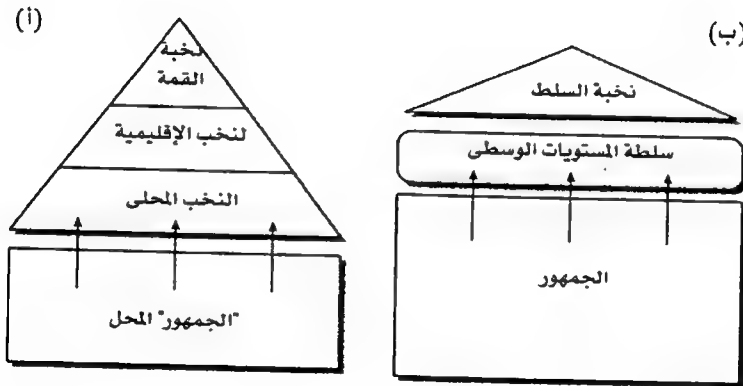 (أ)
نخبة
القمة
لنخب الإقليمية
النخب المحلى
"الجمهور" المحل
(ب)
نخبة السلط
سلطة المستويات الوسطى
الجمهور